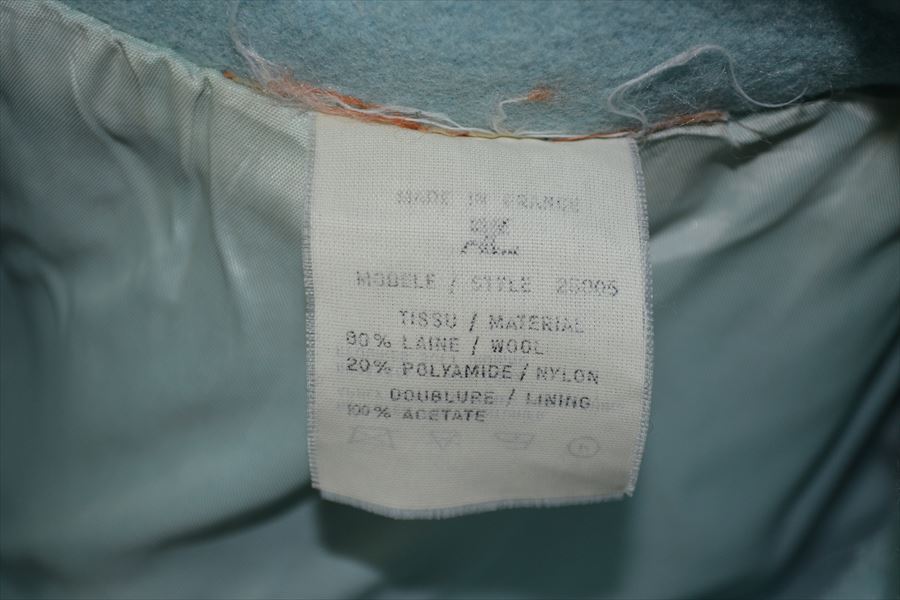 MADE IN FRANCE
MODELE / STYLE 25005
TISSU / MATERIAL
80% LAINE / WOOL
20% POLYAMIDE / NYLON
DOUBLURE / LINING
100% ACETATE